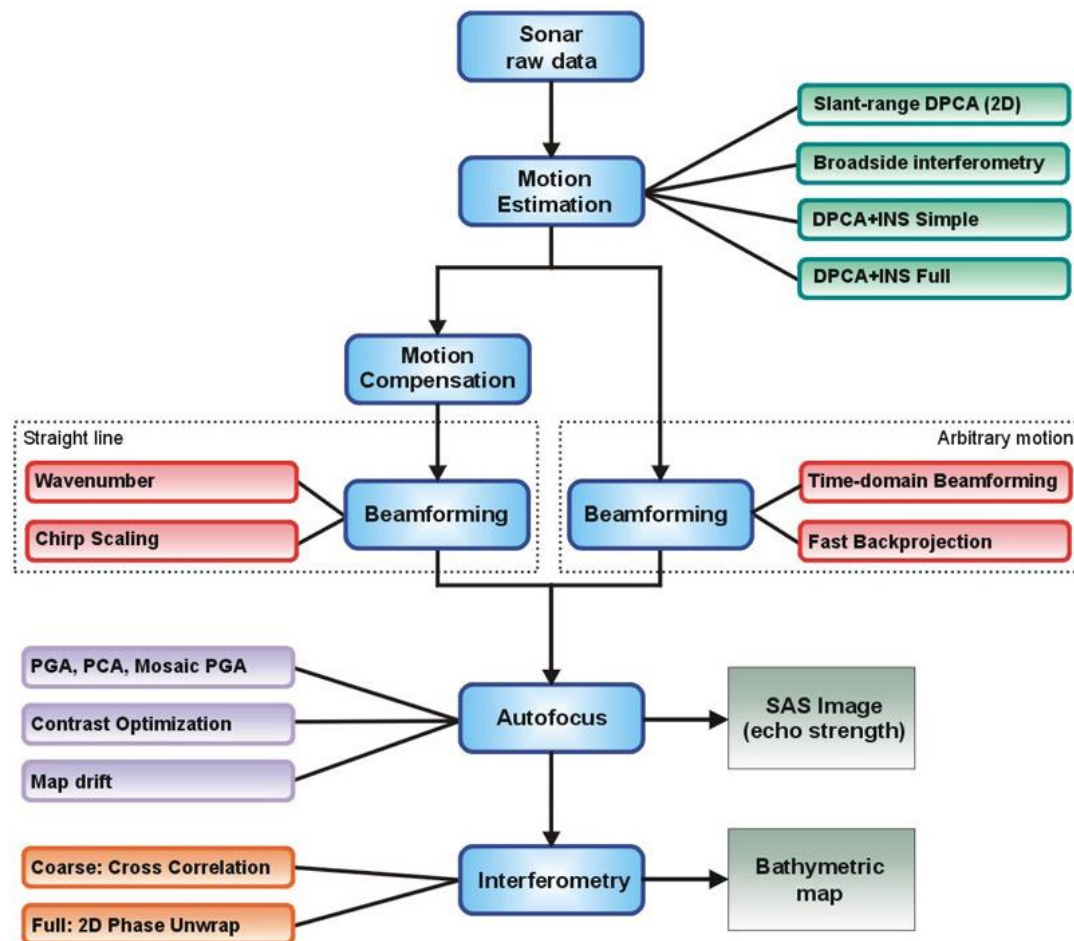 Sonar
raw data
Slant-range DPCA (2D)
Broadside interferometry
Motion
Estimation
DPCA+INS Simple
DPCA+INS Full
Motion
Compensation
Straight line
Arbitrary motion
Wavenumber
Chirp Scaling
Beamforming
Beamforming
Time-domain Beamforming
Fast Backprojection
PGA, PCA, Mosaic PGA
Contrast Optimization
Map drift
Autofocus
SAS Image
(echo strength)
Coarse: Cross Correlation
Full: 2D Phase Unwrap
Interferometry
Bathymetric
map